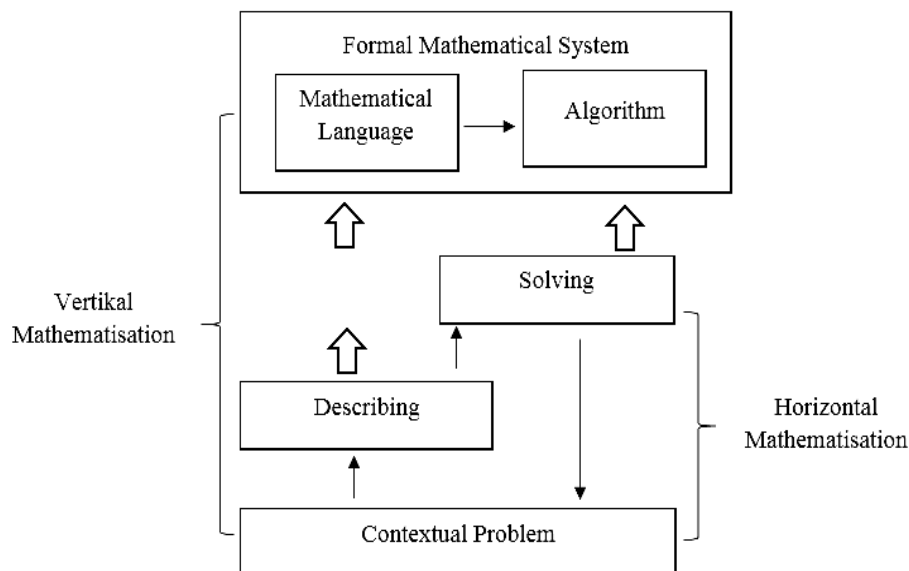 Formal Mathematical System
Mathematical
Language
Algorithm
Solving
Vertikal
Mathematisation
Describing
Horizontal
Mathematisation
Contextual Problem